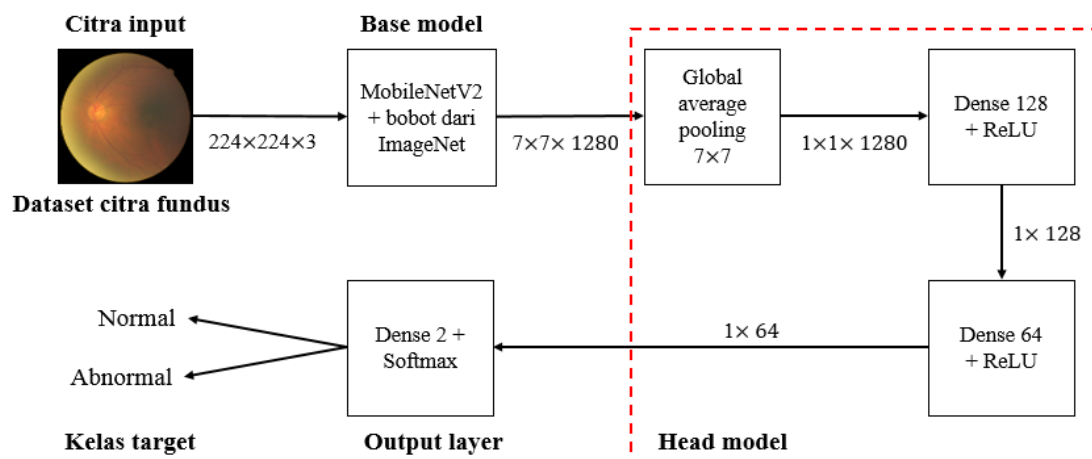 Citra input
Base model
MobileNetV2
+ bobot dari
ImageNet
Global
average
pooling
7×7
Dense 128
+ ReLU
224×224×3
7×7× 1280
1×1× 1280
Dataset citra fundus
1× 128
Normal
Abnormal
Dense 2 +
Softmax
1× 64
Dense 64
+ ReLU
Kelas target
Output layer
Head model